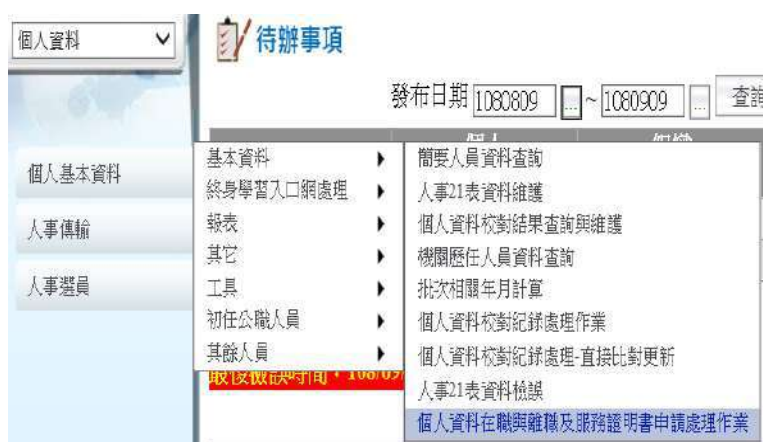 個人資料
待辦事項
發布日期 1080809 ... ~ 1080909 ... 查詢
個人基本資料
人事傳輸
人事選員
基本資料
終身學習入口網處理
報表
其它
工具
初任公職人員
其餘人員
簡要人員資料查詢
人事21表資料維護
個人資料校對結果查詢與維護
機關歷任人員資料查詢
批次相關年月計算
個人資料校對紀錄處理作業
個人資料校對紀錄處理-直接比對更新
人事21表資料檢誤
個人資料在職與離職及服務證明書申請處理作業
最後檢誤時間：108/09/